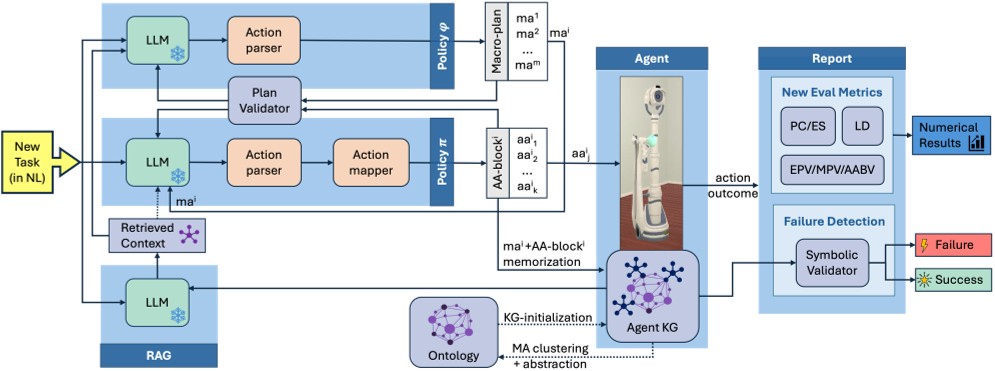 New
Task
(in NL)
LLM
Action
parser
Policy φ
Macro-plan
ma¹
ma²
...
maᵐ
maⁱ
Plan
Validator
LLM
Action
parser
Action
mapper
Policy π
AA-blockⁱ
aaⁱ₁
aaⁱ₂
...
aaⁱₖ
aaⁱⱼ
maⁱ
Retrieved
Context
LLM
RAG
maⁱ+AA-blockⁱ
memorization
Ontology
KG-initialization
MA clustering
+ abstraction
Agent
Agent KG
action
outcome
Report
New Eval Metrics
PC/ES
LD
EPV/MPV/AABV
Numerical
Results
Failure Detection
Symbolic
Validator
Failure
Success